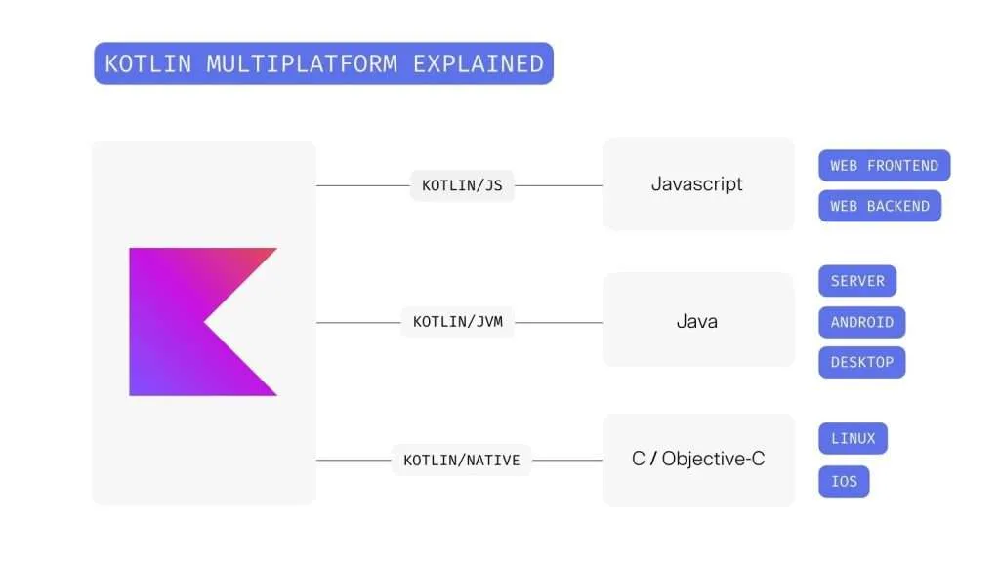 KOTLIN MULTIPLATFORM EXPLAINED
KOTLIN/JS
Javascript
WEB FRONTEND
WEB BACKEND
KOTLIN/JVM
Java
SERVER
ANDROID
DESKTOP
KOTLIN/NATIVE
C / Objective-C
LINUX
IOS